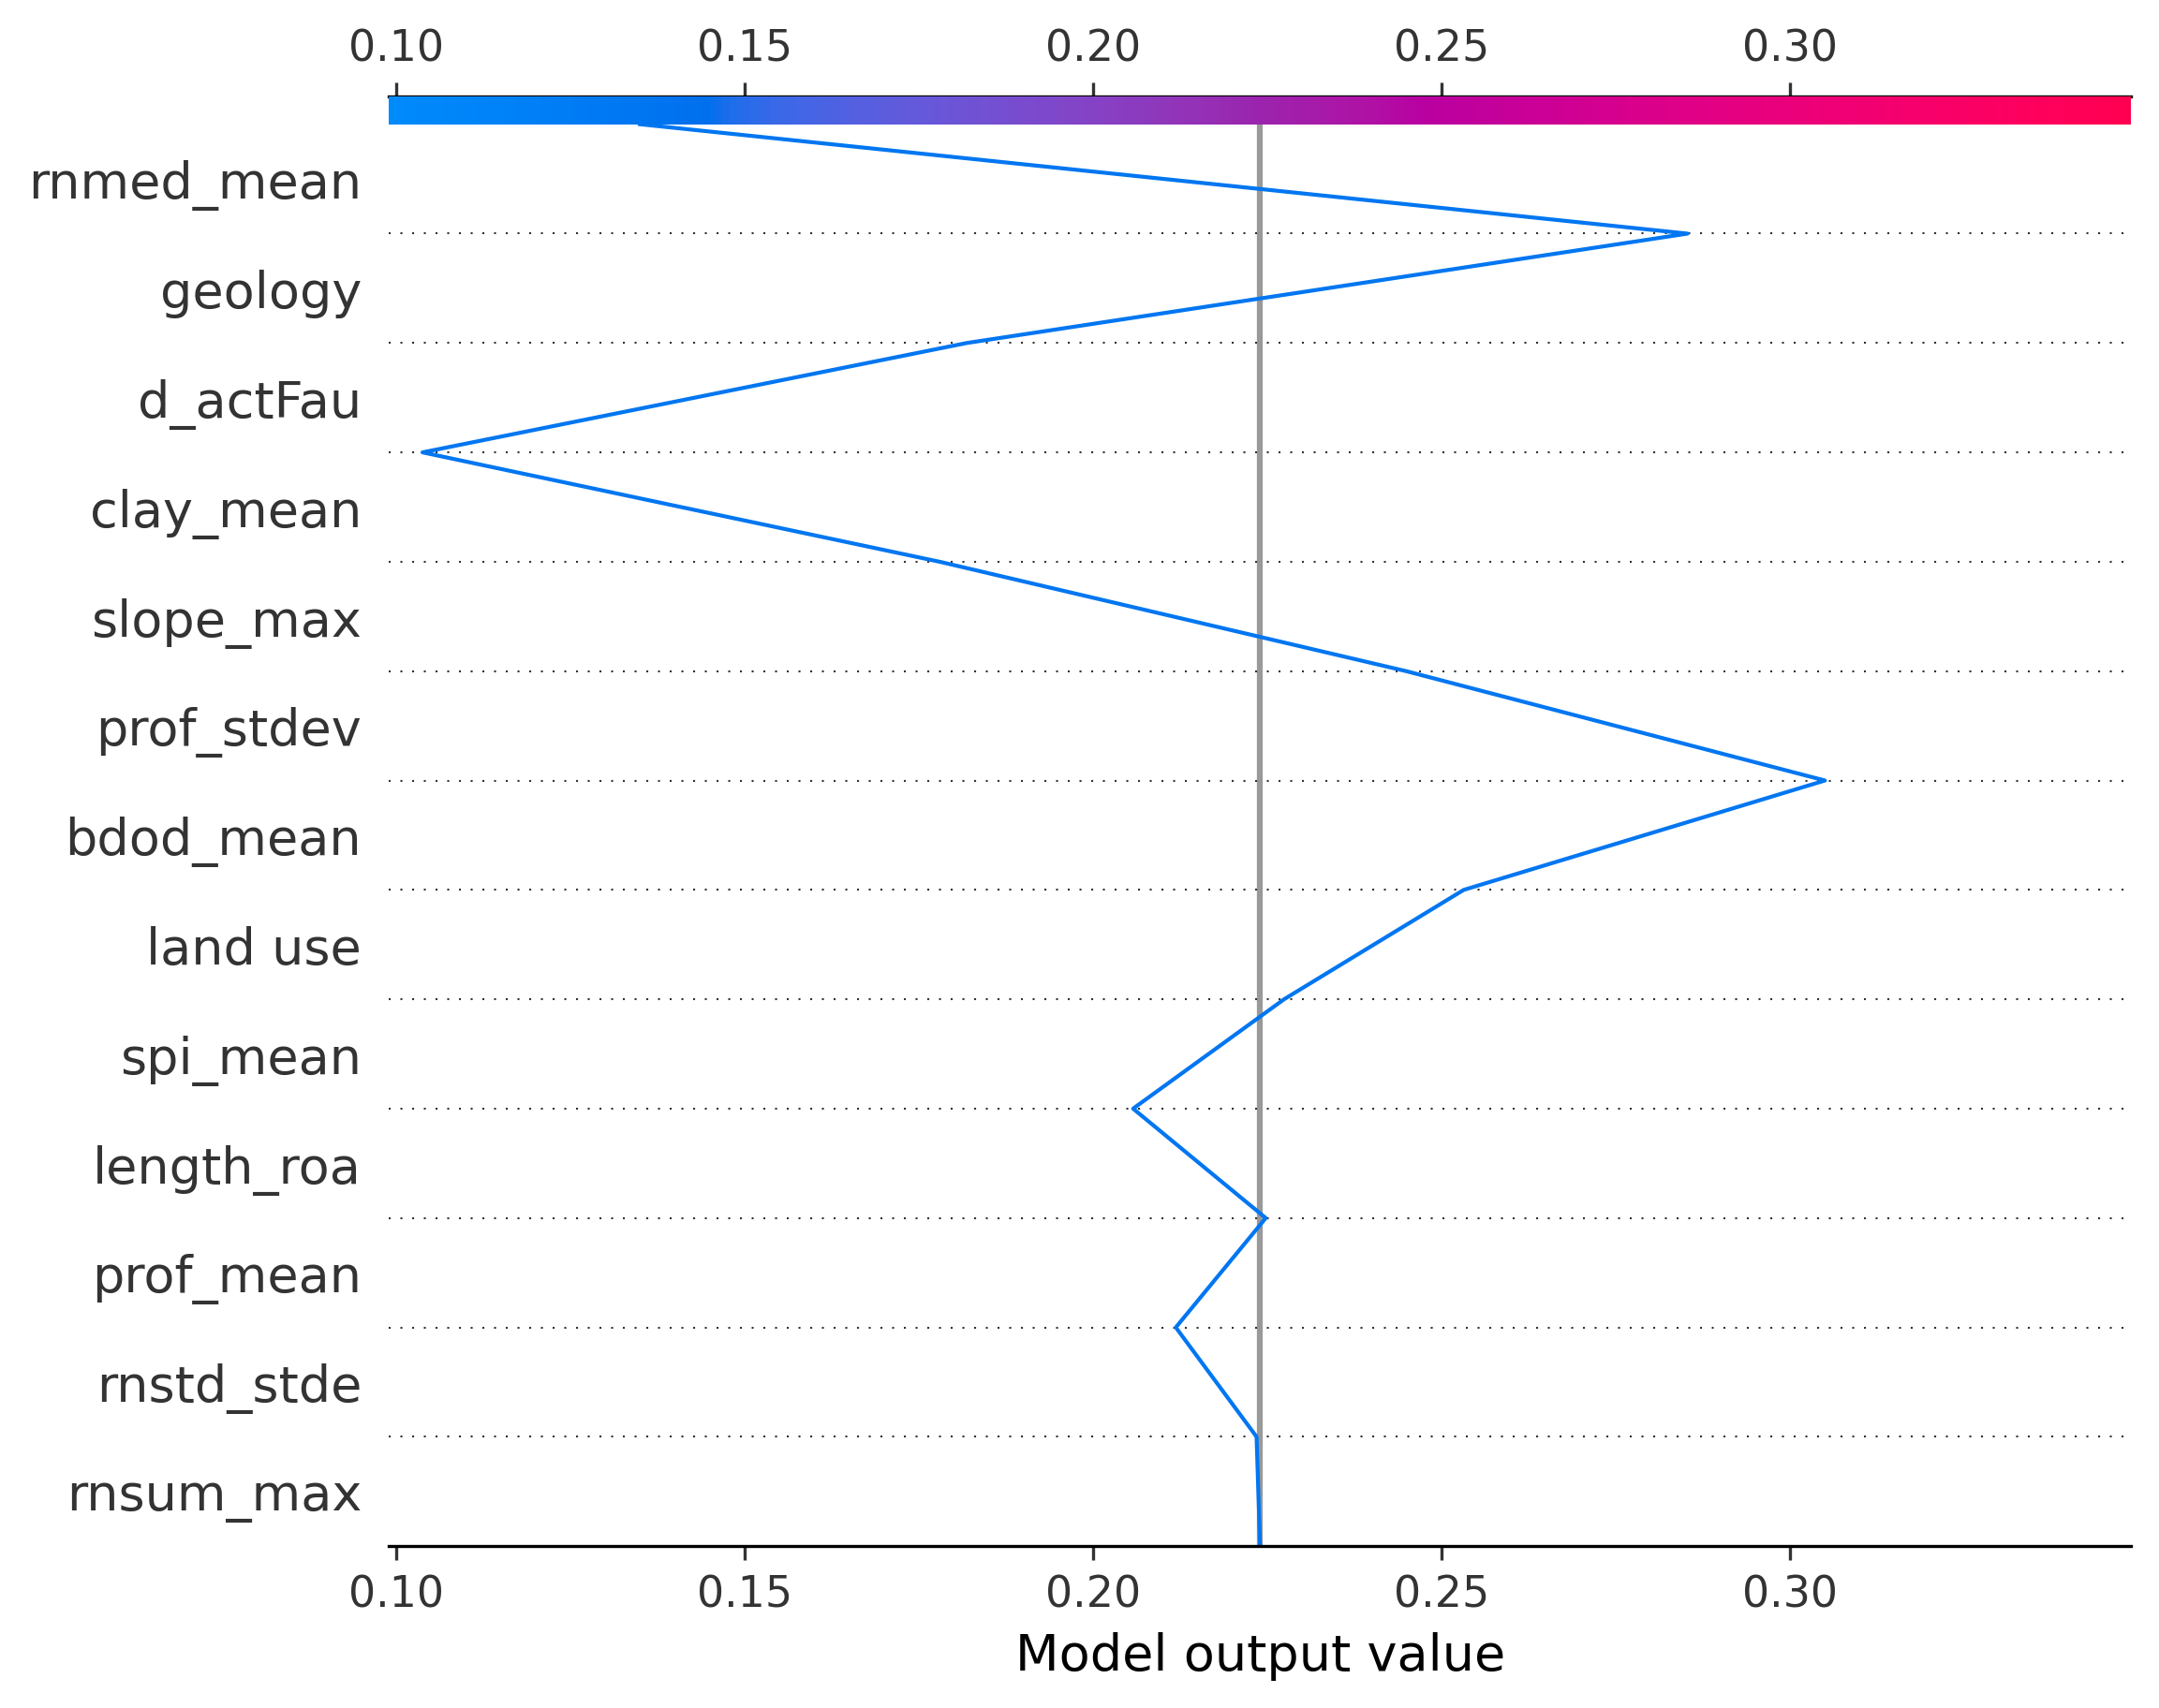 0.10 0.15 0.20 0.25 0.30
rnmed_mean
geology
d_actFau
clay_mean
slope_max
prof_stdev
bdod_mean
land use
spi_mean
length_roa
prof_mean
rnstd_stde
rnsum_max
0.10 0.15 0.20 0.25 0.30
Model output value